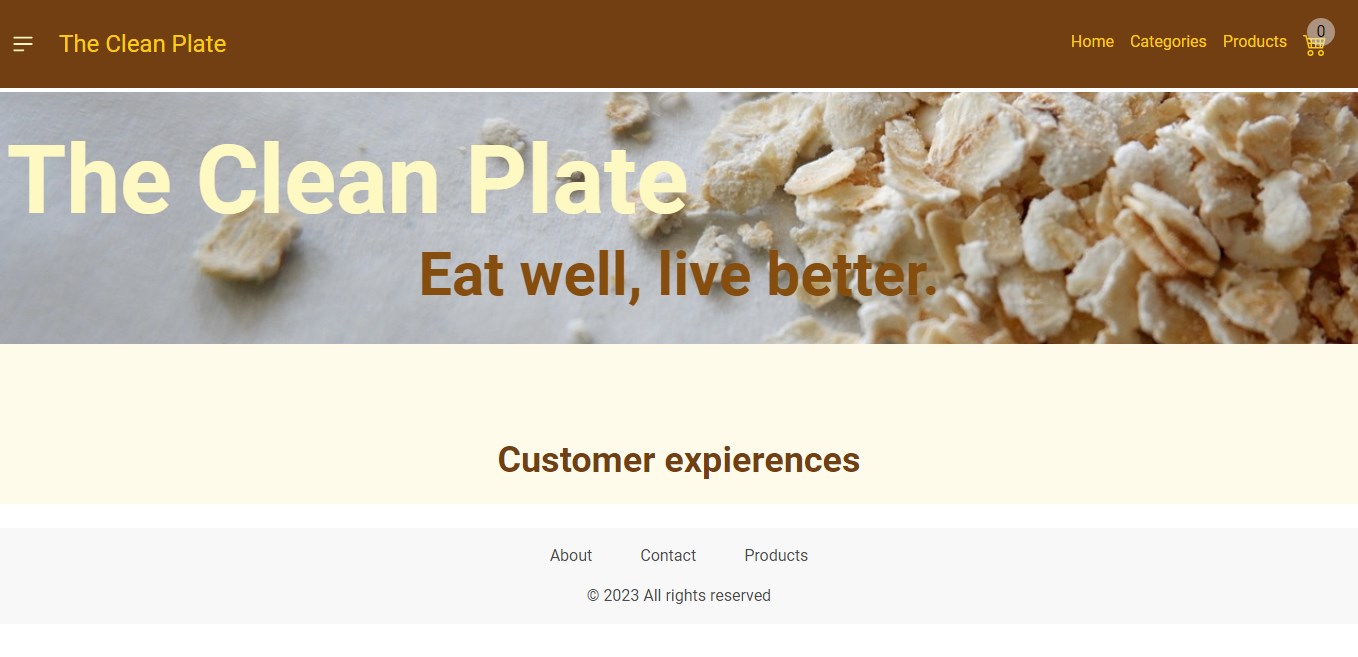 The Clean Plate
Home Categories Products 0
The Clean Plate
Eat well, live better.
Customer expierences
About Contact Products
© 2023 All rights reserved